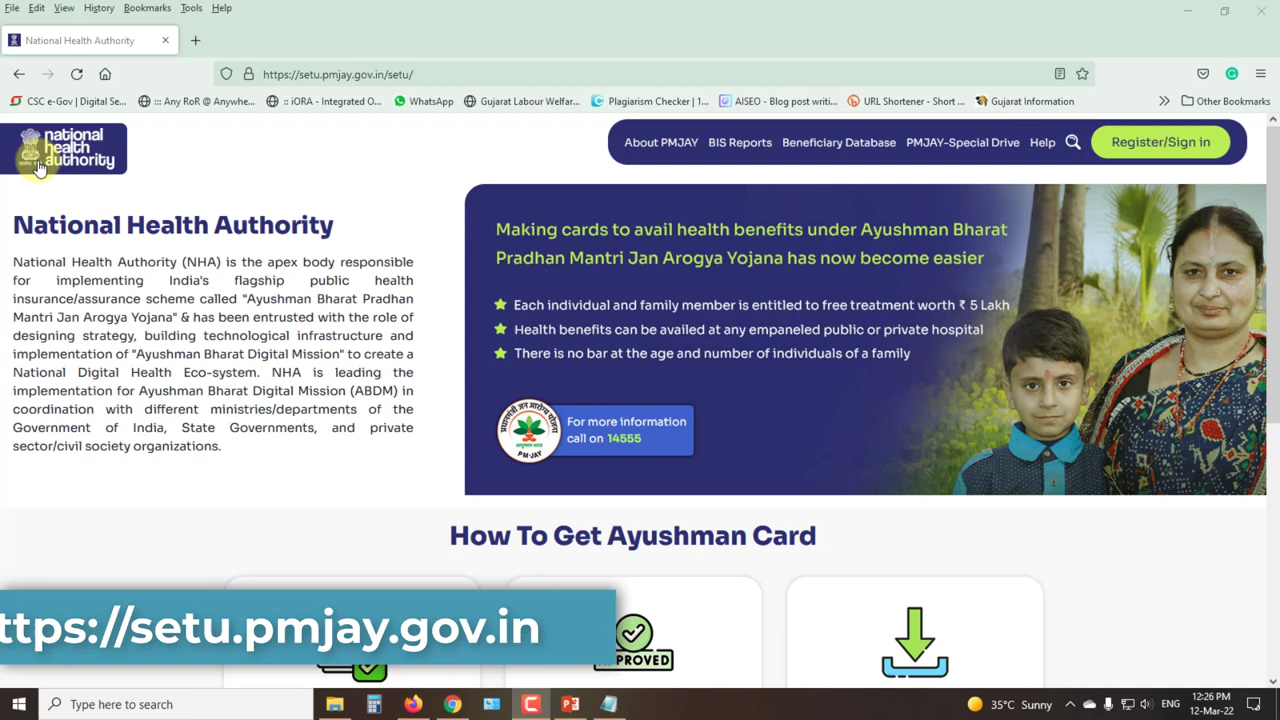 File Edit View History Bookmarks Tools Help
National Health Authority
https://setu.pmjay.gov.in/setu/
CSC e-Gov | Digital Se... ::: Any RoR @ Anywhe... :: iORA - Integrated O... WhatsApp Gujarat Labour Welfar... Plagiarism Checker | 1... AISEO - Blog post writi... URL Shortener - Short ... Gujarat Information Other Bookmarks
national
health
authority
About PMJAY BIS Reports Beneficiary Database PMJAY-Special Drive Help Register/Sign in
National Health Authority
National Health Authority (NHA) is the apex body responsible
for implementing India's flagship public health
insurance/assurance scheme called "Ayushman Bharat Pradhan
Mantri Jan Arogya Yojana" & has been entrusted with the role of
designing strategy, building technological infrastructure and
implementation of "Ayushman Bharat Digital Mission" to create a
National Digital Health Eco-system. NHA is leading the
implementation for Ayushman Bharat Digital Mission (ABDM) in
coordination with different ministries/departments of the
Government of India, State Governments, and private
sector/civil society organizations.
Making cards to avail health benefits under Ayushman Bharat
Pradhan Mantri Jan Arogya Yojana has now become easier
Each individual and family member is entitled to free treatment worth ₹ 5 Lakh
Health benefits can be availed at any empaneled public or private hospital
There is no bar at the age and number of individuals of a family
प्रधानमंत्री जन आरोग्य योजना
PM-JAY
For more information
call on 14555
How To Get Ayushman Card
ttps://setu.pmjay.gov.in
PROVED
Type here to search
35°C Sunny
ENG
12:26 PM
12-Mar-22